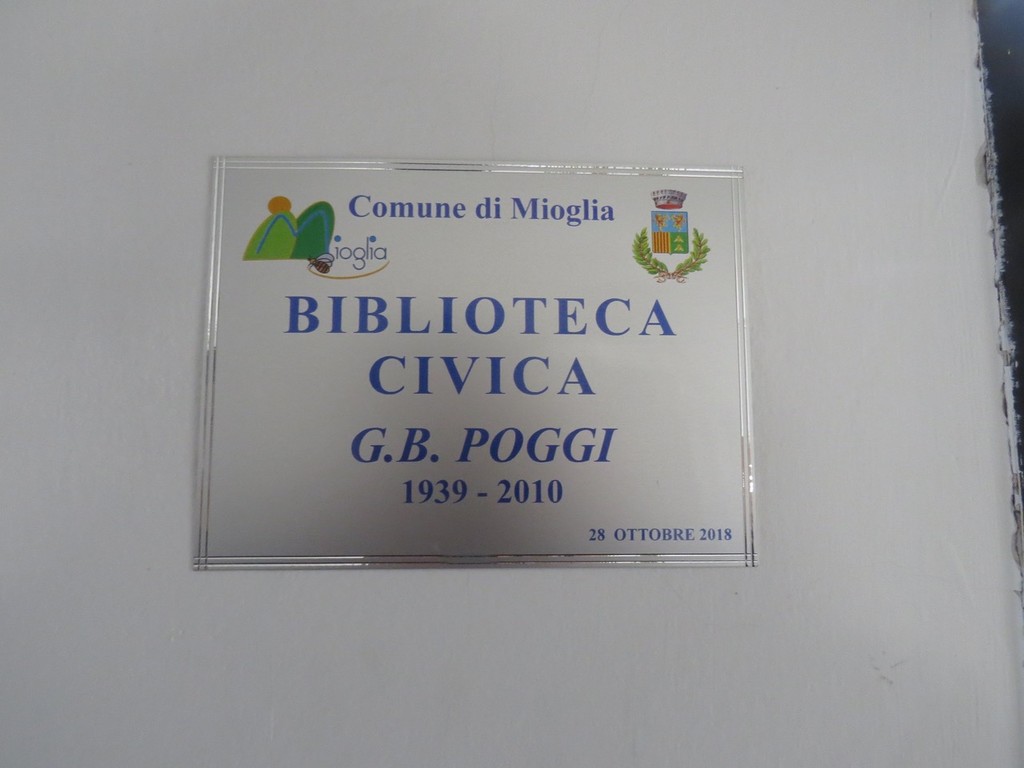 Comune di Mioglia
Mioglia
BIBLIOTECA
CIVICA
G.B. POGGI
1939 - 2010
28 OTTOBRE 2018